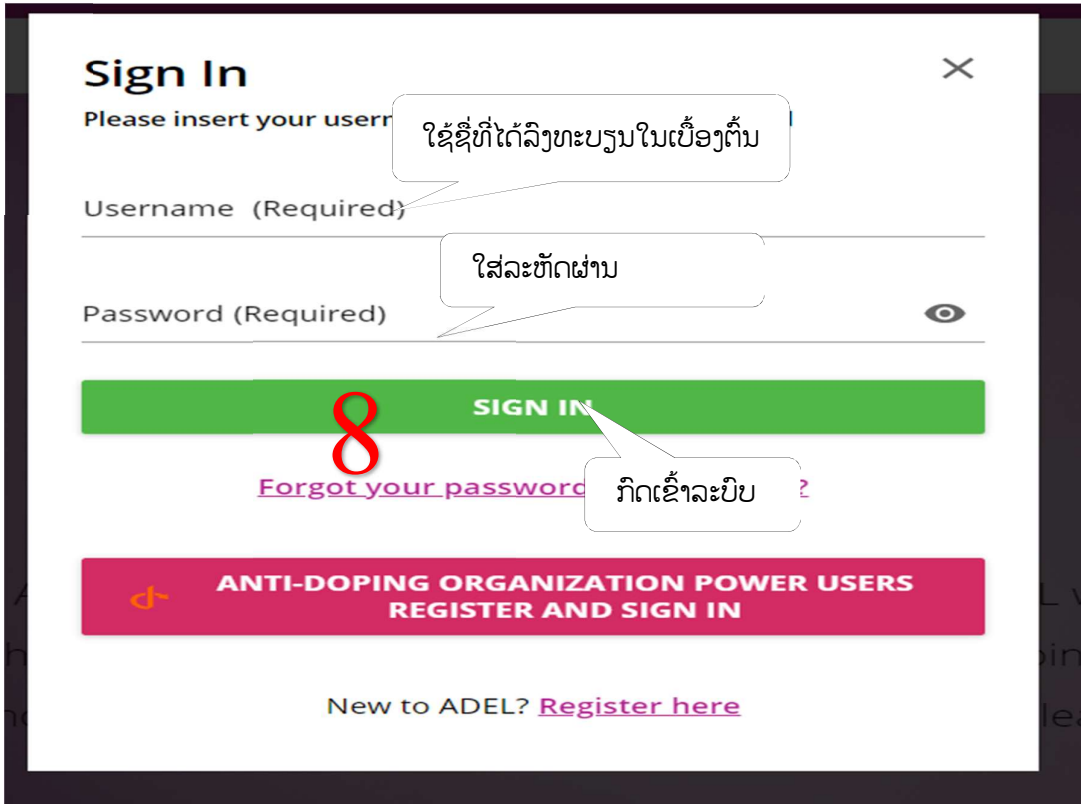 Sign In
Please insert your usern
ໃຊ້ຊື່ທີ່ໄດ້ລົງທະບຽນໃນເບື້ອງຕົ້ນ
Username (Required)
ໃສ່ລະຫັດຜ່ານ
Password (Required)
SIGN IN
8
Forgot your password ?
ກົດເຂົ້າລະບົບ
ANTI-DOPING ORGANIZATION POWER USERS
REGISTER AND SIGN IN
New to ADEL? Register here